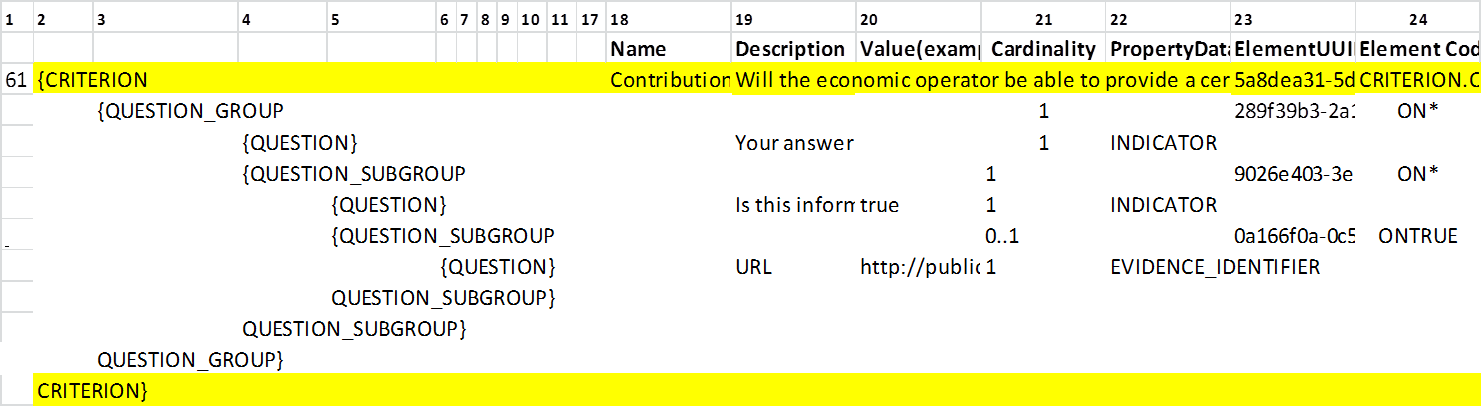 1 2 3 4 5 6 7 8 9 10 11 17 18 19 20 21 22 23 24
Name Description Value(examp Cardinality PropertyData ElementUUI Element Cod
61 {CRITERION Contribution Will the economic operator be able to provide a cer 5a8dea31-5d CRITERION.C
{QUESTION_GROUP 1 289f39b3-2a1 ON*
{QUESTION} Your answer 1 INDICATOR
{QUESTION_SUBGROUP 1 9026e403-3e ON*
{QUESTION} Is this inform true 1 INDICATOR
{QUESTION_SUBGROUP 0..1 0a166f0a-0c5 ONTRUE
{QUESTION} URL http://public 1 EVIDENCE_IDENTIFIER
QUESTION_SUBGROUP}
QUESTION_SUBGROUP}
QUESTION_GROUP}
CRITERION}